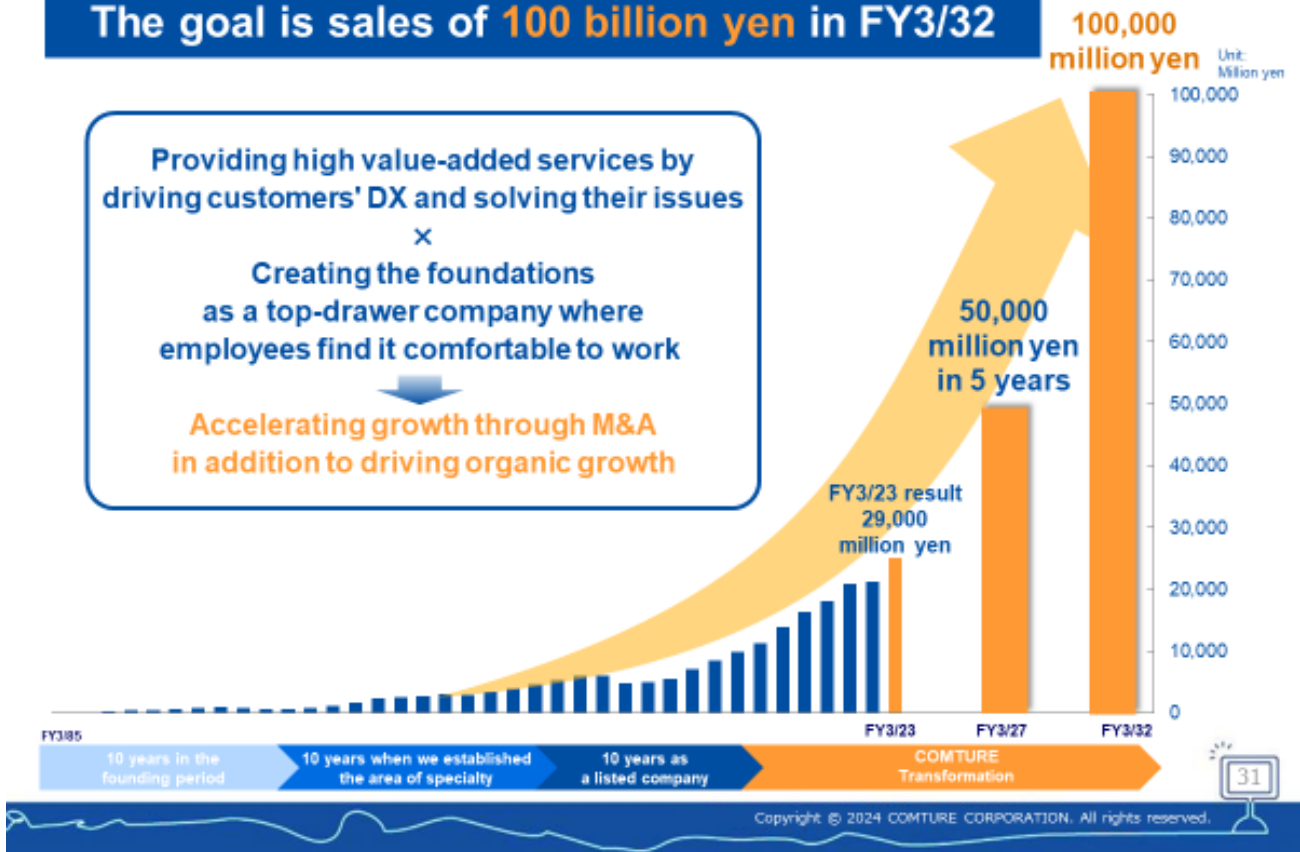 The goal is sales of 100 billion yen in FY3/32
100,000
million yen
Unit:
Million yen
Providing high value-added services by
driving customers' DX and solving their issues
×
Creating the foundations
as a top-drawer company where
employees find it comfortable to work
Accelerating growth through M&A
in addition to driving organic growth
50,000
million yen
in 5 years
FY3/23 result
29,000
million yen
100,000
90,000
80,000
70,000
60,000
50,000
40,000
30,000
20,000
10,000
0
FY3/85
FY3/23
FY3/27
FY3/32
10 years in the
founding period
10 years when we established
the area of specialty
10 years as
a listed company
COMTURE
Transformation
31
Copyright © 2024 COMTURE CORPORATION. All rights reserved.